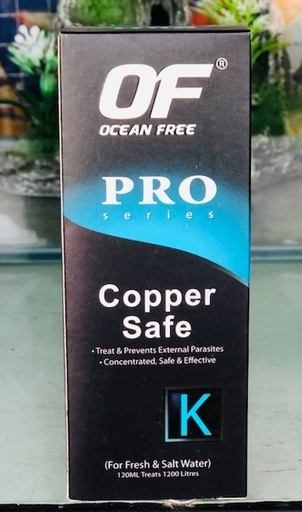 OF®
OCEAN FREE
PRO
series
Copper
Safe
• Treat & Prevents External Parasites
• Concentrated, Safe & Effective
K
(For Fresh & Salt Water)
120ML Treats 1200 Litres